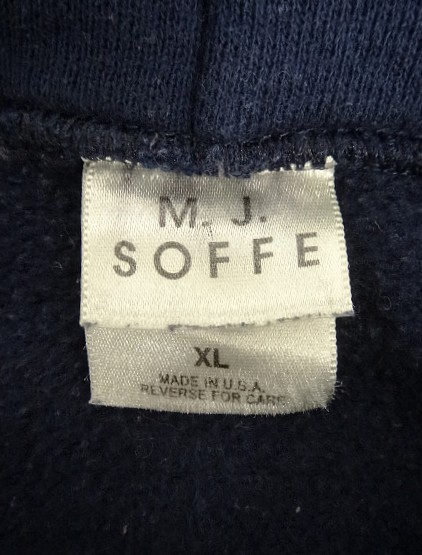 M. J.
SOFFE
XL
MADE IN U.S.A.
REVERSE FOR CARE